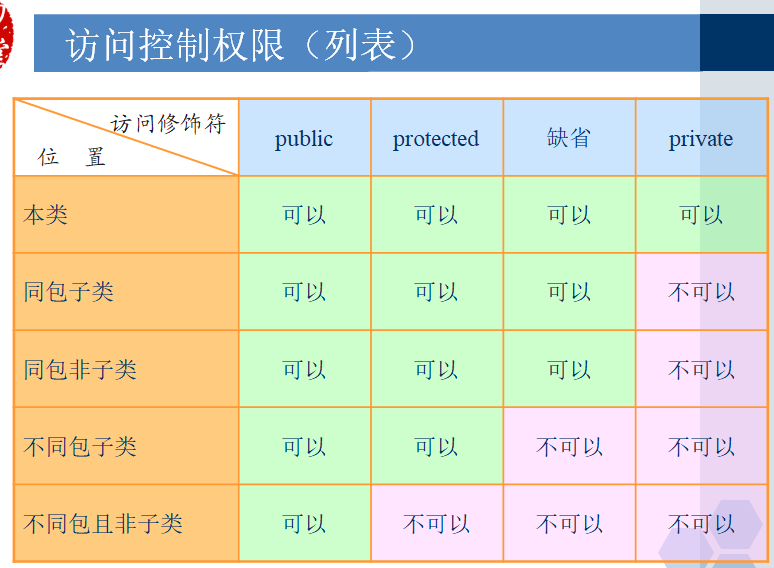 访问控制权限（列表）
访问修饰符
位 置
public protected 缺省 private
本类 可以 可以 可以 可以
同包子类 可以 可以 可以 不可以
同包非子类 可以 可以 可以 不可以
不同包子类 可以 可以 不可以 不可以
不同包且非子类 可以 不可以 不可以 不可以